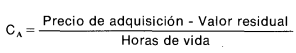 C_A = Precio de adquisición - Valor residual
Horas de vida